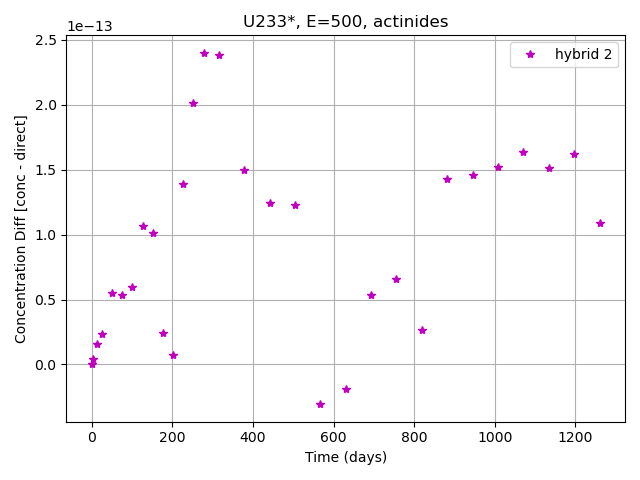 U233*, E=500, actinides
1e−13
hybrid 2
2.5
2.0
1.5
1.0
0.5
0.0
Concentration Diff [conc - direct]
0 200 400 600 800 1000 1200
Time (days)